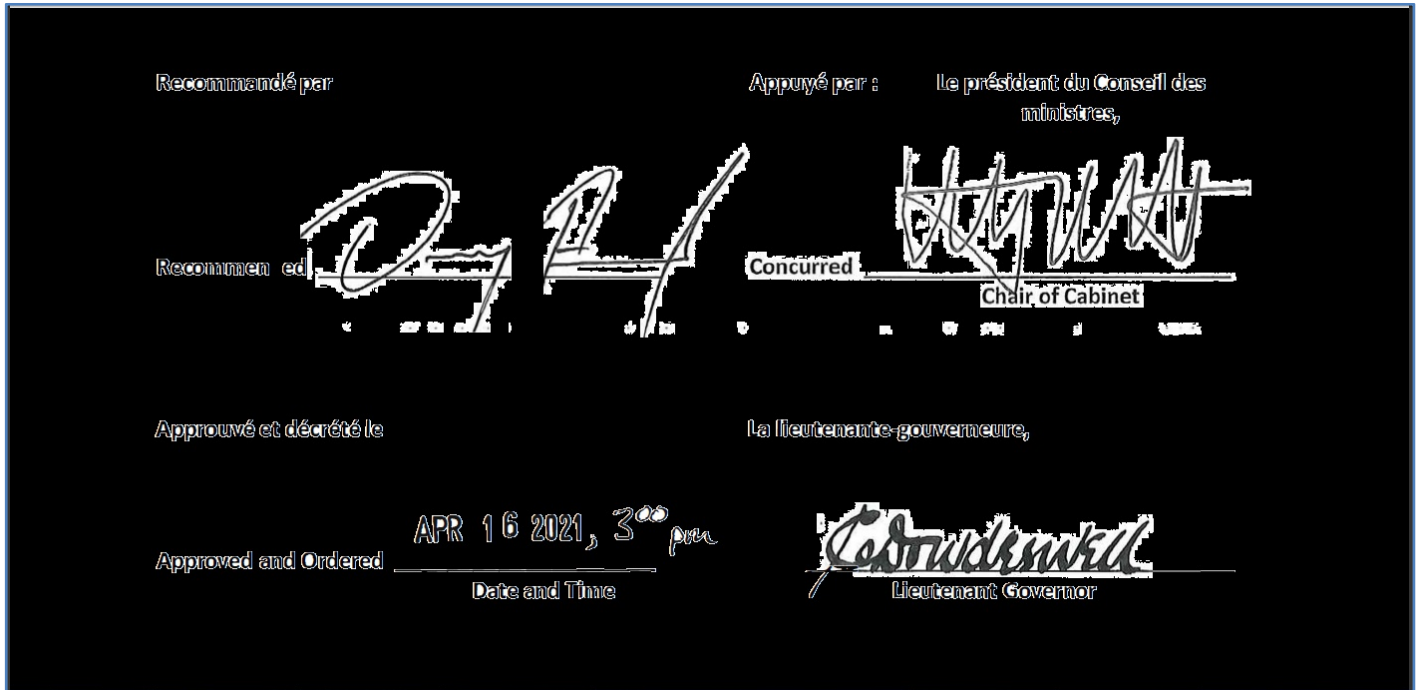 Recommandé par
Appuyé par : Le président du Conseil des
ministres,
Recommen ed
Concurred
Chair of Cabinet
Approuvé et décrété le
La lieutenante-gouverneure,
APR 16 2021, 3 00 pm
Approved and Ordered
Date and Time
Lieutenant Governor